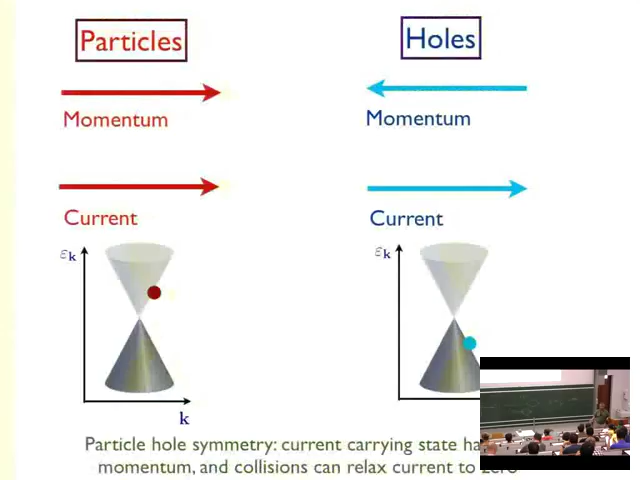 Particles
Holes
Momentum
Momentum
Current
Current
εk
εk
k
Particle hole symmetry: current carrying state
momentum, and collisions can relax current to zero